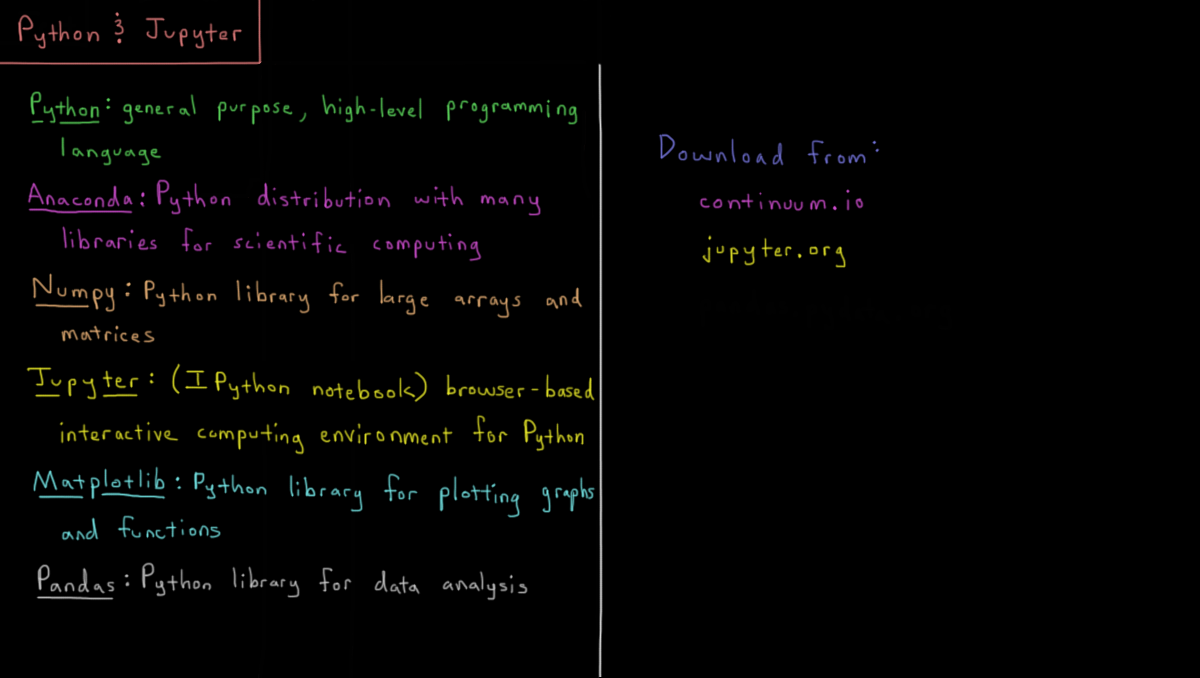 Python & Jupyter
Python: general purpose, high-level programming
language
Anaconda: Python distribution with many
libraries for scientific computing
Numpy: Python library for large arrays and
matrices
Jupyter: (IPython notebook) browser-based
interactive computing environment for Python
Matplotlib: Python library for plotting graphs
and functions
Pandas: Python library for data analysis
Download from:
continuum.io
jupyter.org